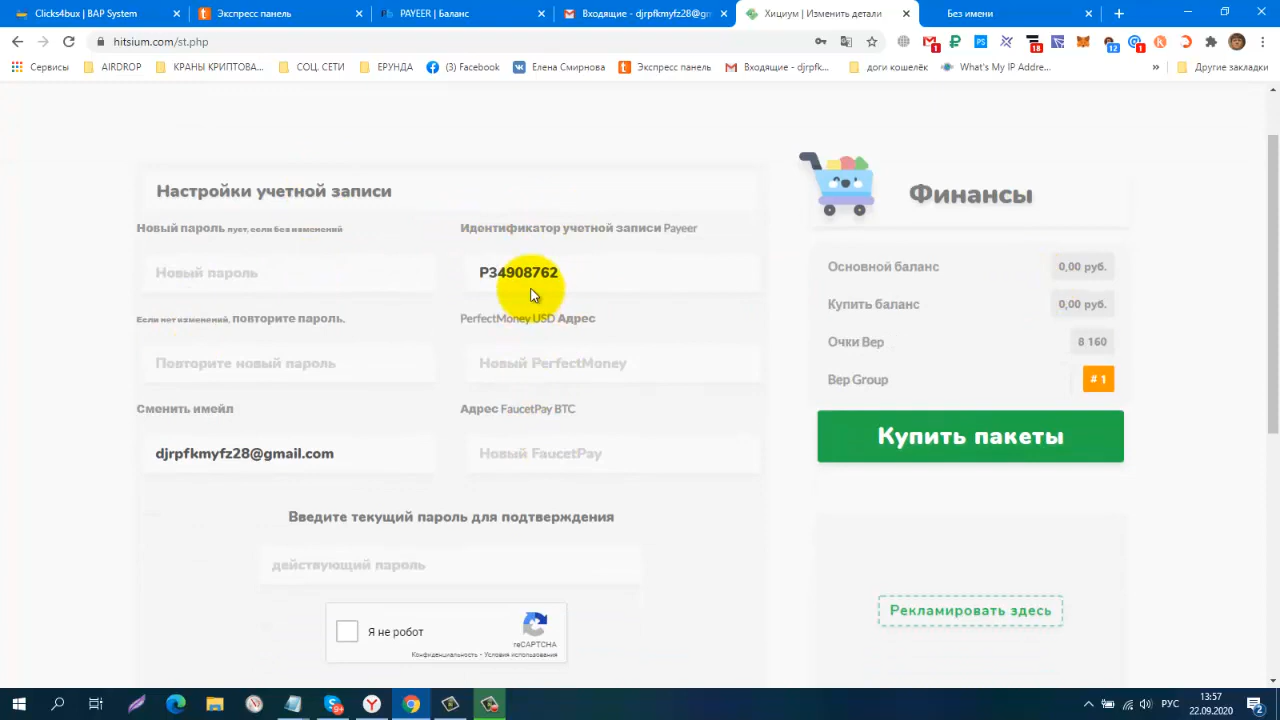 Clicks4bux | BAP System
Экспресс панель
PAYEER | Баланс
Входящие - djrpfkmyfz28@g
Хициум | Изменить детали
Без имени
hitsium.com/st.php
Сервисы
AIRDROP
КРАНЫ КРИПТОВА...
СОЦ. СЕТИ
ЕРУНДА
(3) Facebook
Елена Смирнова
Экспресс панель
Входящие - djrpfk...
доги кошелёк
What's My IP Addre...
Другие закладки
Настройки учетной записи
Новый пароль пуст, если без изменений
Новый пароль
Если нет изменений, повторите пароль.
Повторите новый пароль
Сменить имейл
djrpfkmyfz28@gmail.com
Идентификатор учетной записи Payeer
P34908762
PerfectMoney USD Адрес
Новый PerfectMoney
Адрес FaucetPay BTC
Новый FaucetPay
Введите текущий пароль для подтверждения
действующий пароль
Я не робот
reCAPTCHA
Конфиденциальность - Условия использования
Финансы
Основной баланс 0,00 руб.
Купить баланс 0,00 руб.
Очки Bep 8 160
Bep Group # 1
Купить пакеты
Рекламировать здесь
РУС
13:57
22.09.2020